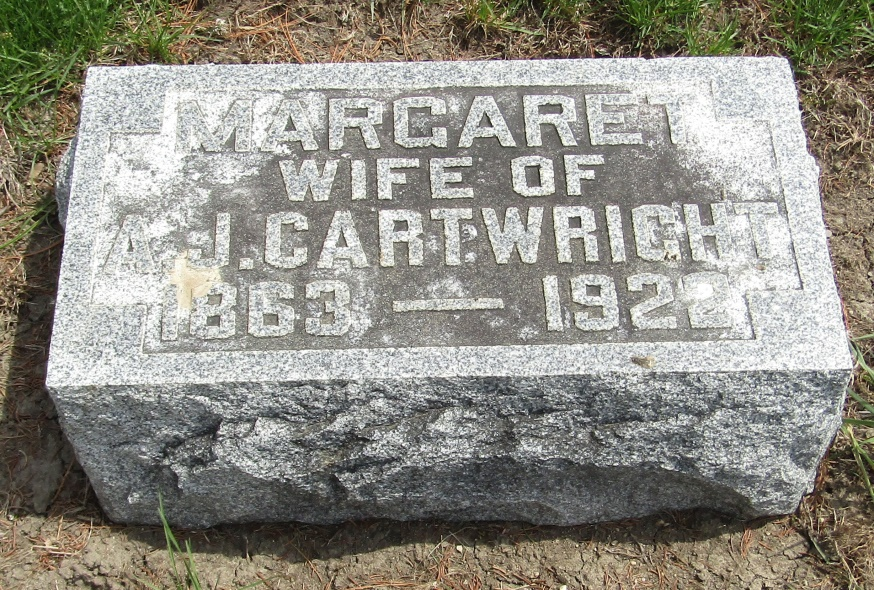 MARGARET
WIFE OF
A.J. CARTWRIGHT
1863 — 1922